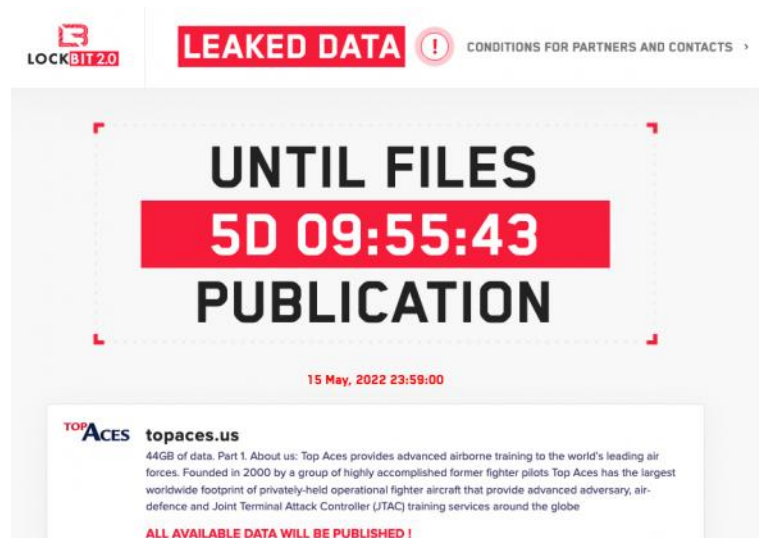 LOCKBIT 2.0
LEAKED DATA
!
CONDITIONS FOR PARTNERS AND CONTACTS >
UNTIL FILES
5D 09:55:43
PUBLICATION
15 May, 2022 23:59:00
TOPACES
topaces.us
44GB of data. Part 1. About us: Top Aces provides advanced airborne training to the world's leading air
forces. Founded in 2000 by a group of highly accomplished former fighter pilots Top Aces has the largest
worldwide footprint of privately-held operational fighter aircraft that provide advanced adversary, air-
defence and Joint Terminal Attack Controller (JTAC) training services around the globe
ALL AVAILABLE DATA WILL BE PUBLISHED !